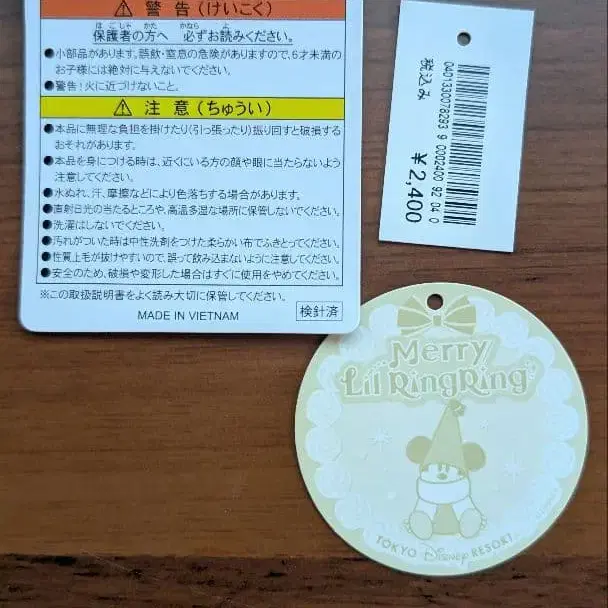 ⚠ 警告(けいこく)
保護者の方へ 必ずお読みください。
●小部品があります。誤飲・窒息の危険がありますので、6才未満の
お子様には絶対に与えないでください。
●警告!火に近づけないこと。
⚠ 注意(ちゅうい)
●本品に無理な負担を掛けたり(引っ張ったり)振り回すと破損する
おそれがあります。
●本品を身につける時は、近くにいる方の顔や眼に当たらないよう
注意してください。
●水ぬれ、汗、摩擦などにより色落ちする場合があります。
●直射日光の当たるところや、高温多湿な場所に保管しないでください。
●洗濯はしないでください。
●汚れがついた時は中性洗剤をつけた柔らかい布でふきとってください。
●性質上毛が抜けやすいので、誤って飲み込まないように注意してください。
●安全のため、破損や変形した場合はすぐに使用をやめてください。
※この取扱説明書をよく読み大切に保管してください。
MADE IN VIETNAM
検針済
0401330078293 9 0002400 92 04 0
税込み
¥2,400
Merry
Lil' RingRing
TOKYO Disney RESORT